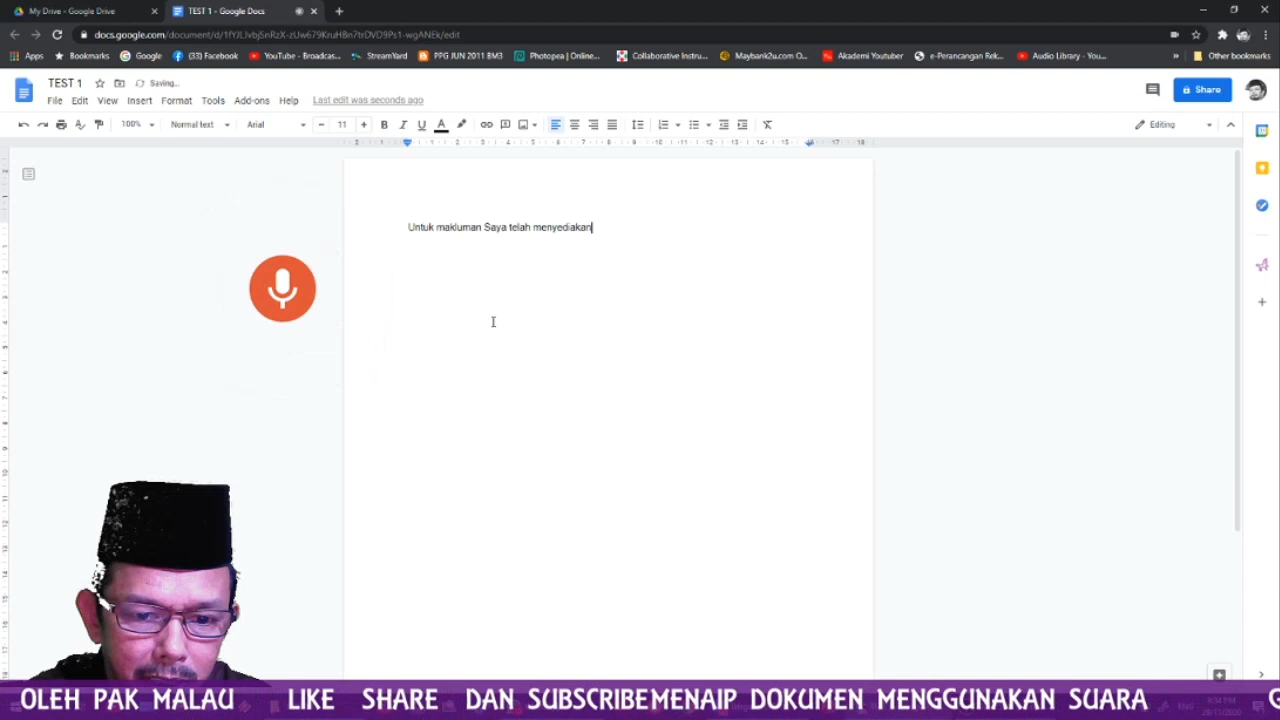 My Drive - Google Drive
TEST 1 - Google Docs
Apps
Bookmarks
Google
(33) Facebook
YouTube - Broadcas...
StreamYard
PPG JUN 2011 BM3
Photopea | Online...
Collaborative Instru...
Maybank2u.com O...
Akademi Youtuber
e-Perancangan Rek...
Audio Library - You...
Other bookmarks
TEST 1
Saving...
File Edit View Insert Format Tools Add-ons Help Last edit was seconds ago
Share
100% Normal text Arial 11
Editing
Untuk makluman Saya telah menyediakan
OLEH PAK MALAU LIKE SHARE DAN SUBSCRIBE MENAIP DOKUMEN MENGGUNAKAN SUARA